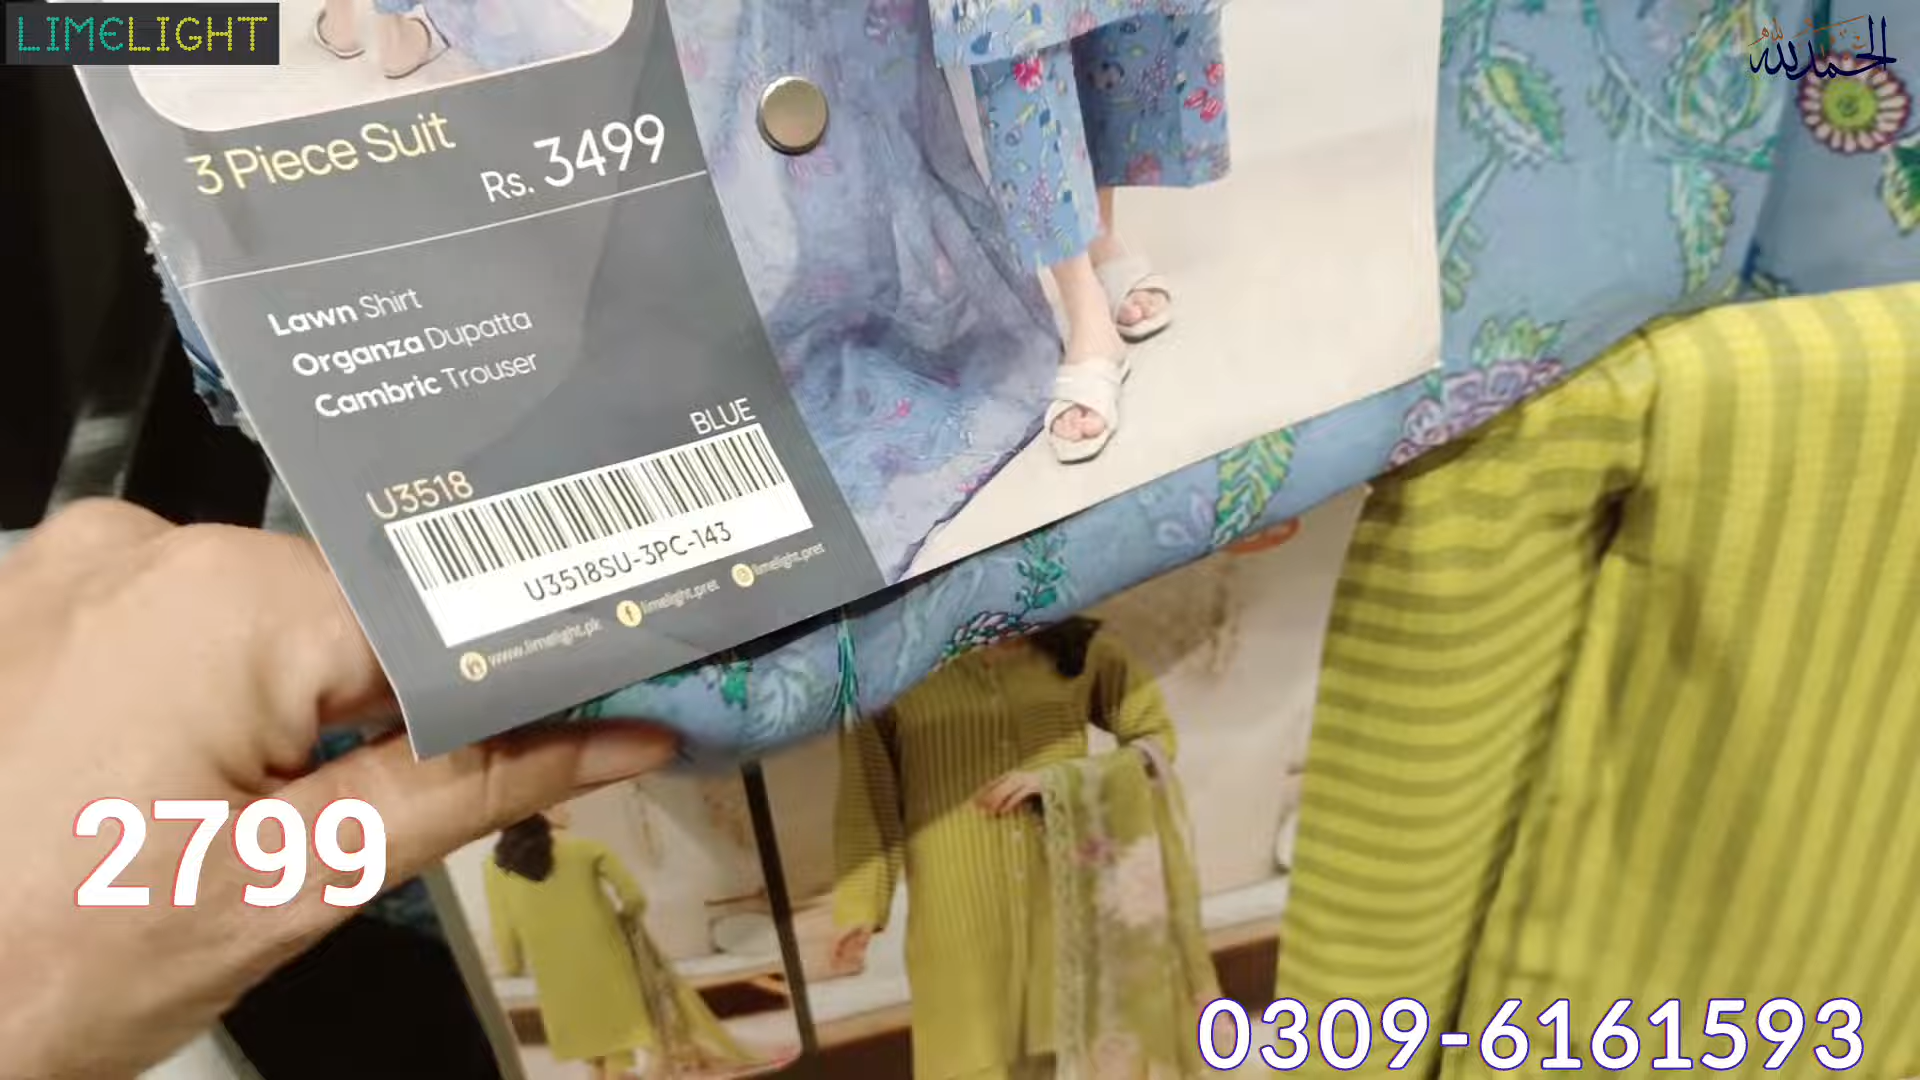 LIMELIGHT
الحمدلله
3 Piece Suit
Rs. 3499
Lawn Shirt
Organza Dupatta
Cambric Trouser
BLUE
U3518
U3518SU-3PC-143
www.limelight.pk
limelight.pret
limelight.pret
2799
0309-6161593